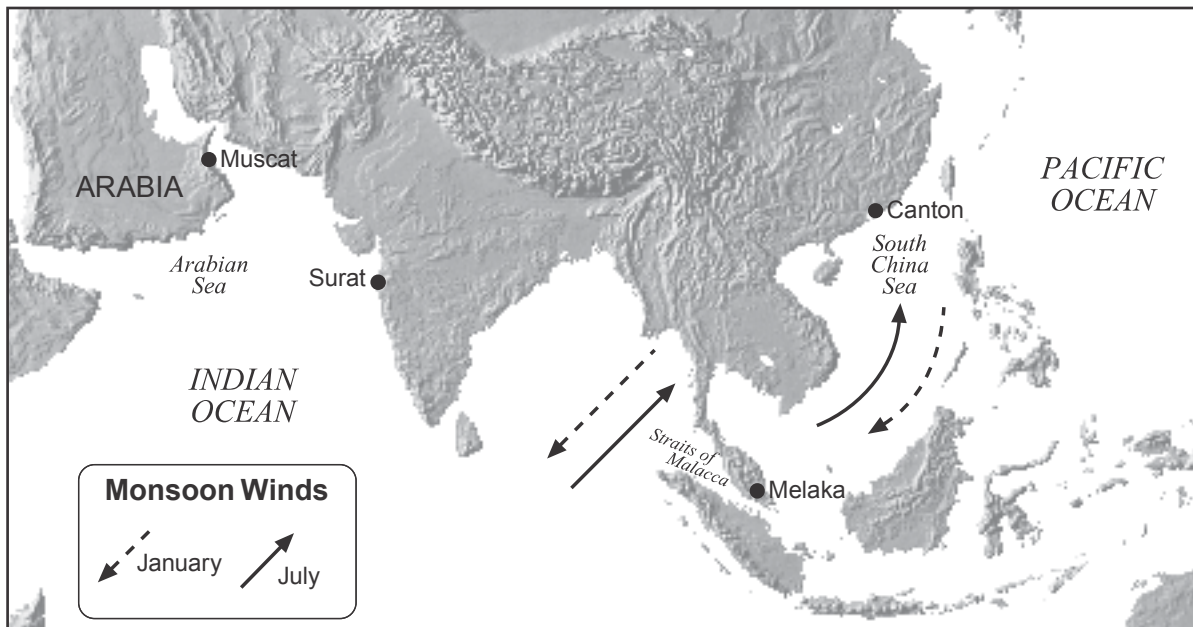 Muscat
ARABIA
PACIFIC
OCEAN
Canton
South
China
Sea
Arabian
Sea
Surat
INDIAN
OCEAN
Straits of
Malacca
Melaka
Monsoon Winds
January
July